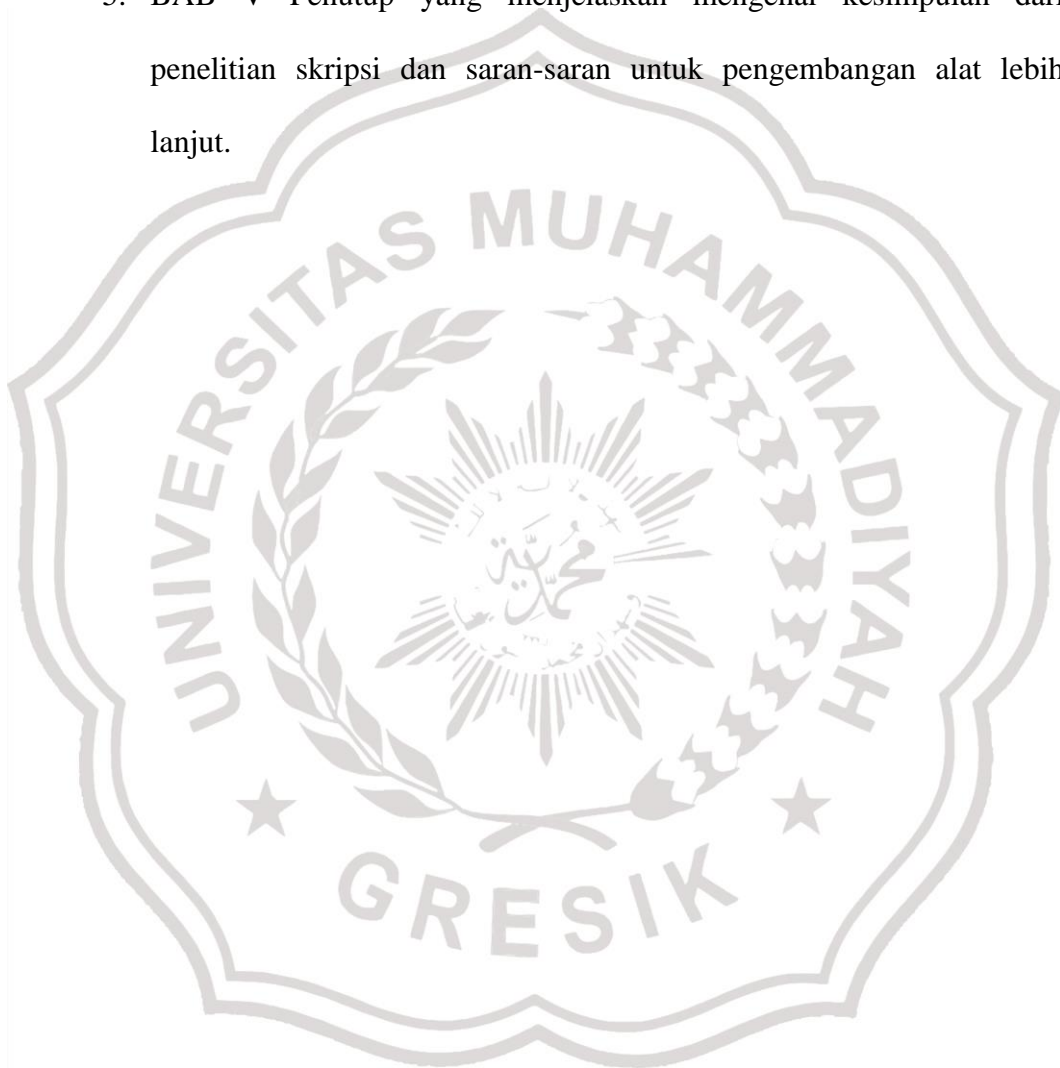 5. BAB V Penutup yang menjelaskan mengenai kesimpulan dari
penelitian skripsi dan saran-saran untuk pengembangan alat lebih
lanjut.
UNIVERSITAS MUHAMMADIYAH
محمدية
GRESIK